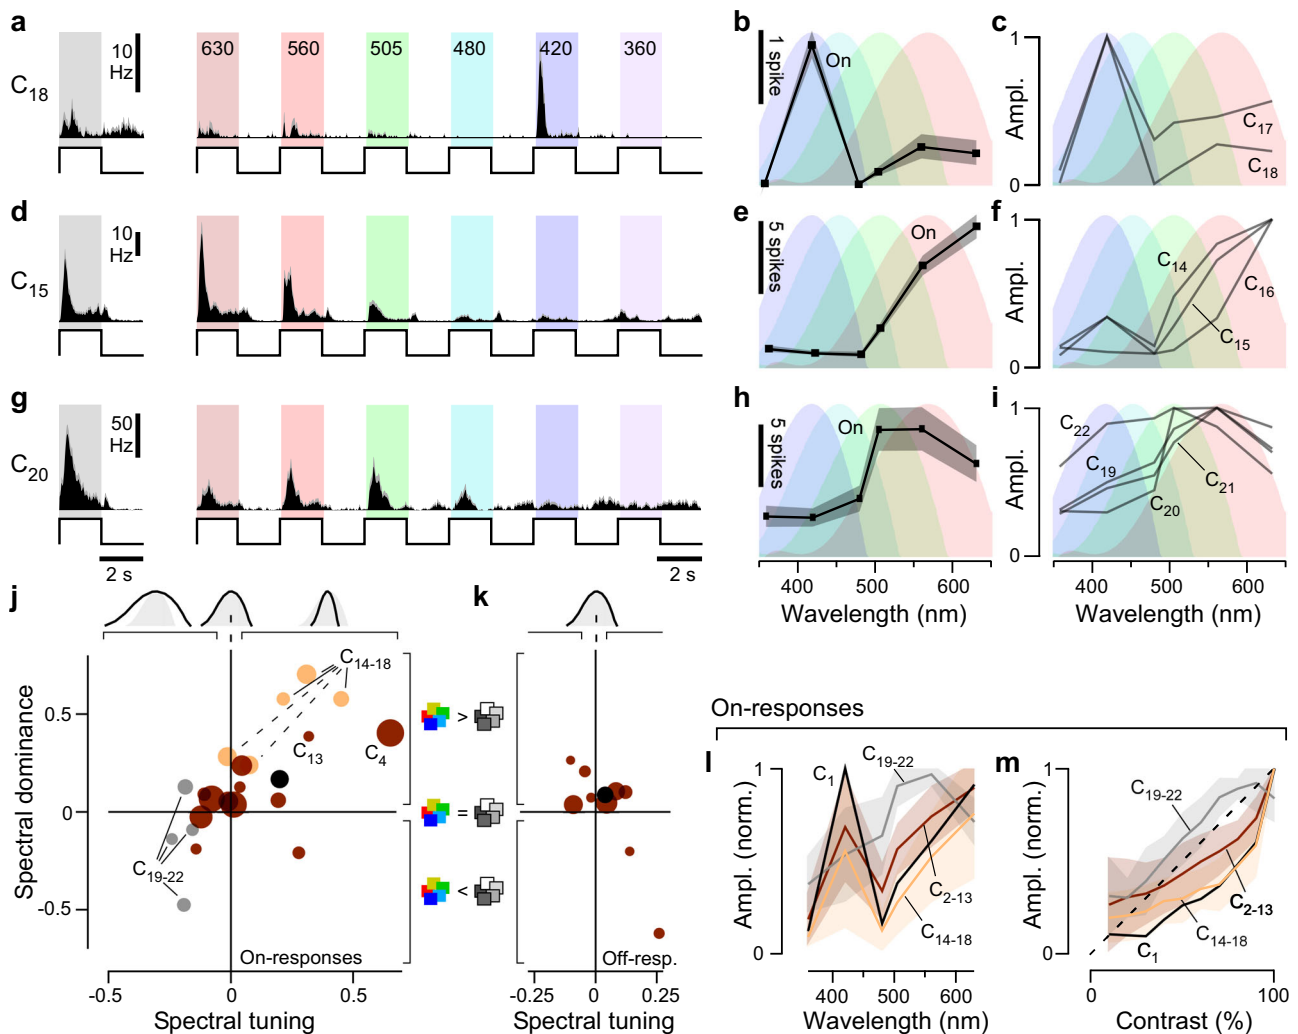 a
C18
10
Hz
630
560
505
480
420
360
b
1 spike
On
c
1
Ampl.
0
C17
C18
d
C15
10
Hz
e
5 spikes
On
f
1
Ampl.
0
C14
C16
C15
g
C20
50
Hz
2 s
2 s
h
5 spikes
On
400
500
600
Wavelength (nm)
i
1
Ampl.
0
C22
C19
C21
C20
400
500
600
Wavelength (nm)
j
Spectral dominance
0.5
0
-0.5
C14-18
C13
C4
C19-22
On-responses
-0.5
0
0.5
Spectral tuning
>
=
<
k
Off-resp.
-0.25
0
0.25
Spectral tuning
On-responses
l
1
Ampl. (norm.)
0
C1
C19-22
C2-13
C14-18
400
500
600
Wavelength (nm)
m
1
Ampl. (norm.)
0
C19-22
C2-13
C14-18
C1
0
100
Contrast (%)